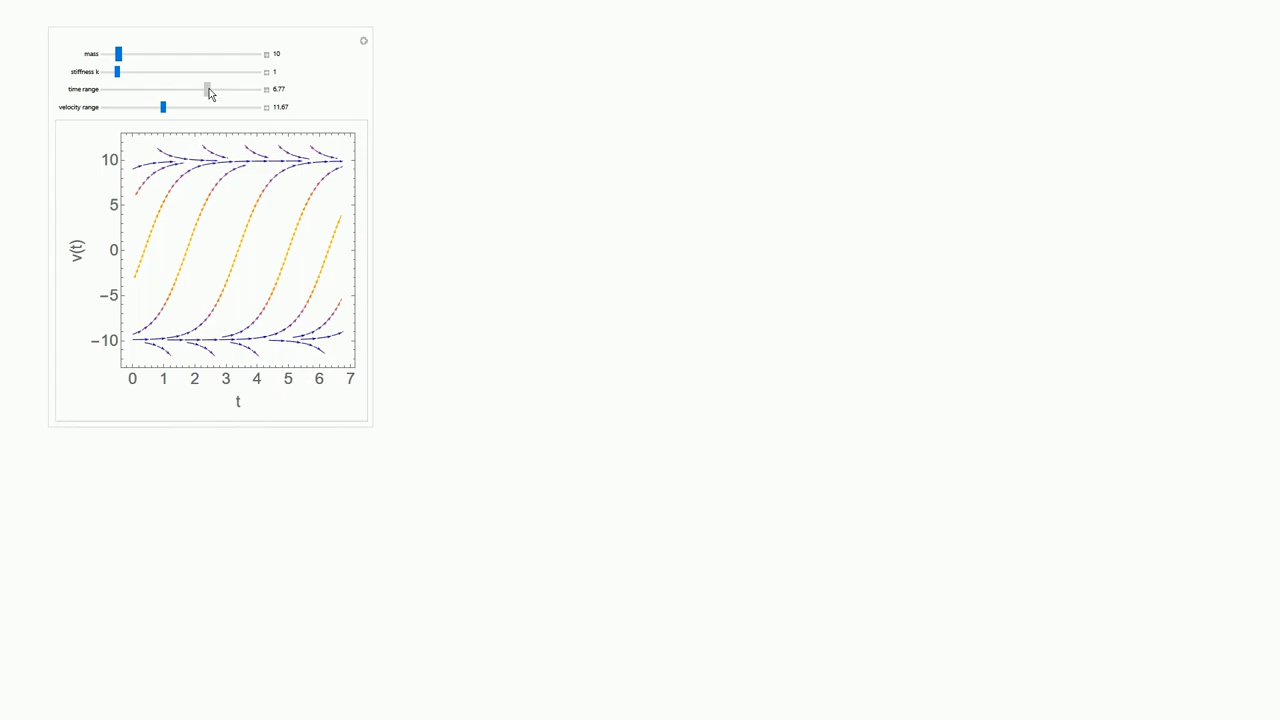 mass 10
stiffness k 1
time range 6.77
velocity range 11.67
10
5
0
−5
−10
v(t)
0 1 2 3 4 5 6 7
t